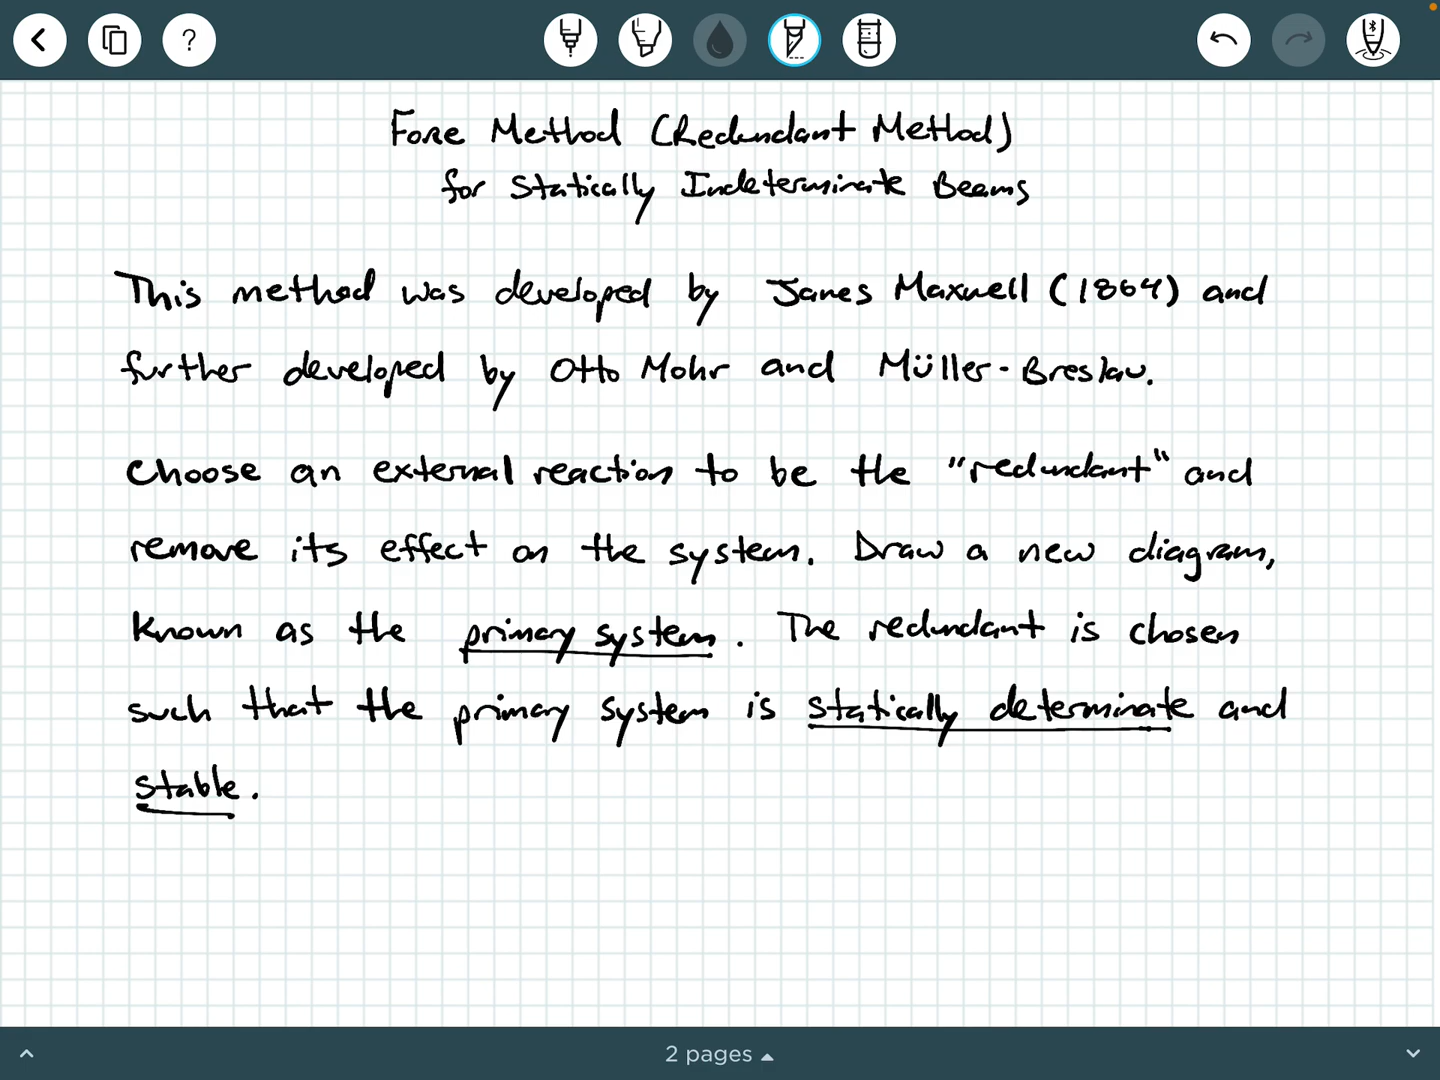 ?
Force Method (Redundant Method)
for Statically Indeterminate Beams
This method was developed by James Maxwell (1864) and
further developed by Otto Mohr and Müller-Breslau.
Choose an external reaction to be the "redundant" and
remove its effect on the system. Draw a new diagram,
known as the primary system. The redundant is chosen
such that the primary system is statically determinate and
stable.
2 pages